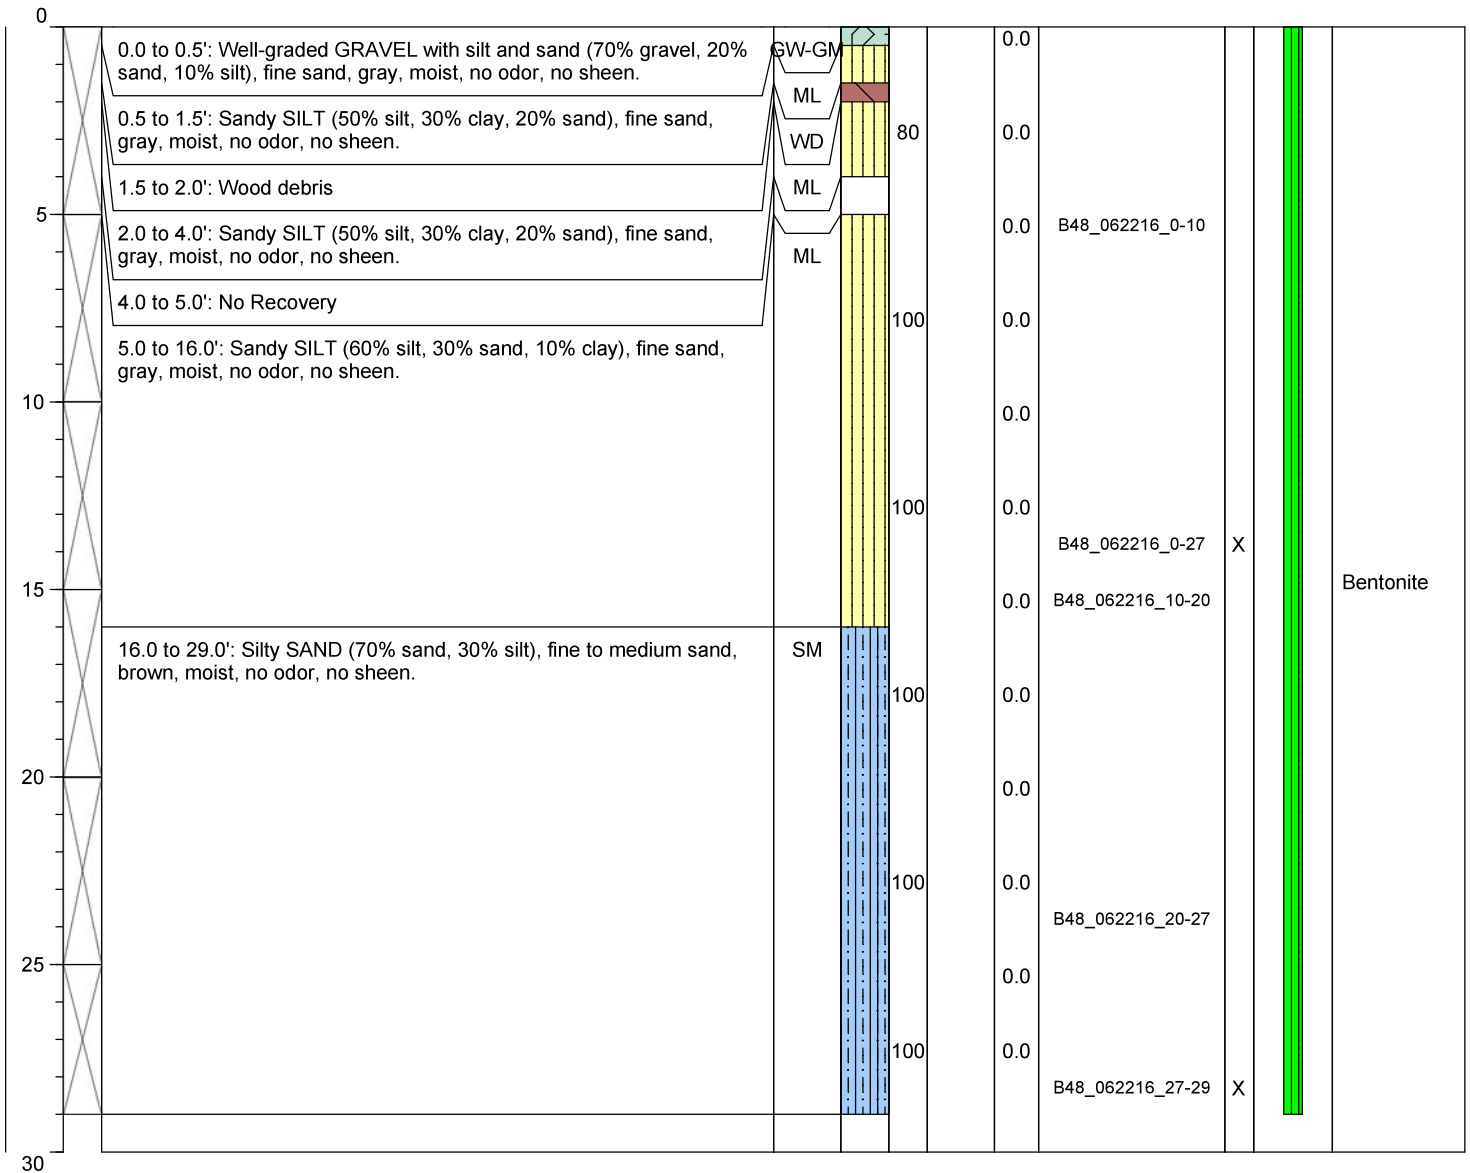 0
0.0 to 0.5': Well-graded GRAVEL with silt and sand (70% gravel, 20%
sand, 10% silt), fine sand, gray, moist, no odor, no sheen.
GW-GM
0.0
0.5 to 1.5': Sandy SILT (50% silt, 30% clay, 20% sand), fine sand,
gray, moist, no odor, no sheen.
ML
WD
80
0.0
1.5 to 2.0': Wood debris
ML
5
2.0 to 4.0': Sandy SILT (50% silt, 30% clay, 20% sand), fine sand,
gray, moist, no odor, no sheen.
ML
0.0
B48_062216_0-10
4.0 to 5.0': No Recovery
100
0.0
5.0 to 16.0': Sandy SILT (60% silt, 30% sand, 10% clay), fine sand,
gray, moist, no odor, no sheen.
10
0.0
100
0.0
B48_062216_0-27
X
15
0.0
B48_062216_10-20
Bentonite
16.0 to 29.0': Silty SAND (70% sand, 30% silt), fine to medium sand,
brown, moist, no odor, no sheen.
SM
100
0.0
20
0.0
100
0.0
B48_062216_20-27
25
0.0
100
0.0
B48_062216_27-29
X
30